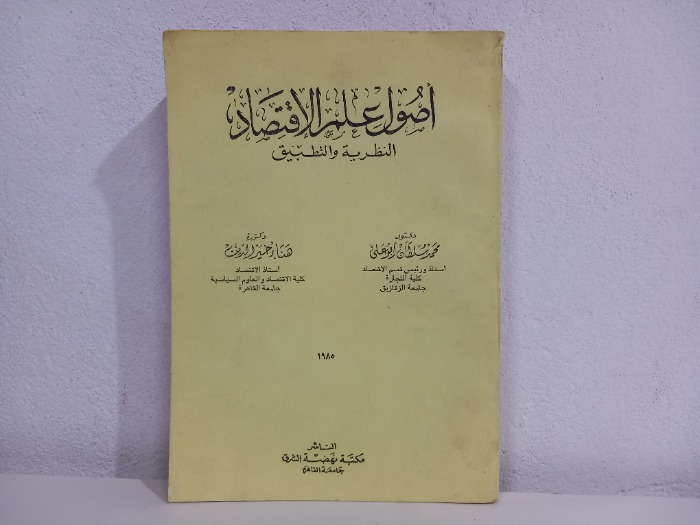 أصول علم الاقتصاد
النظرية والتطبيق
دكتور
محمد سلطان أبو علي
أستاذ ورئيس قسم الاقتصاد
كلية التجارة
جامعة الزقازيق
دكتورة
هناء خير الدين
أستاذ الاقتصاد
كلية الاقتصاد والعلوم السياسية
جامعة القاهرة
١٩٨٥
الناشر
مكتبة نهضة الشرق
جامعة القاهرة